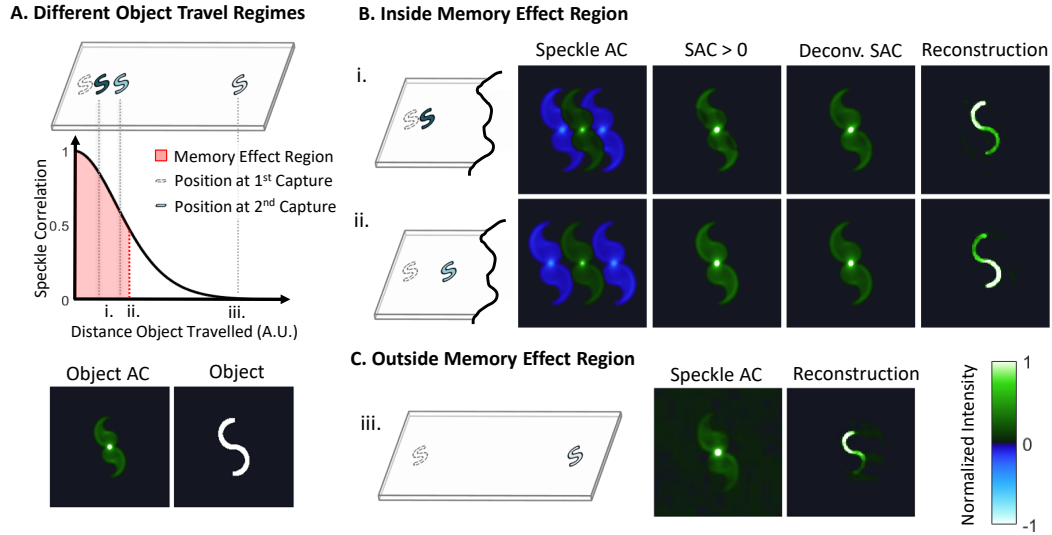 A. Different Object Travel Regimes
1
0.5
0
Speckle Correlation
Memory Effect Region
Position at 1st Capture
Position at 2nd Capture
i.
ii.
iii.
Distance Object Travelled (A.U.)
Object AC
Object
B. Inside Memory Effect Region
Speckle AC
SAC > 0
Deconv. SAC
Reconstruction
i.
ii.
C. Outside Memory Effect Region
Speckle AC
Reconstruction
iii.
Normalized Intensity
1
0
-1